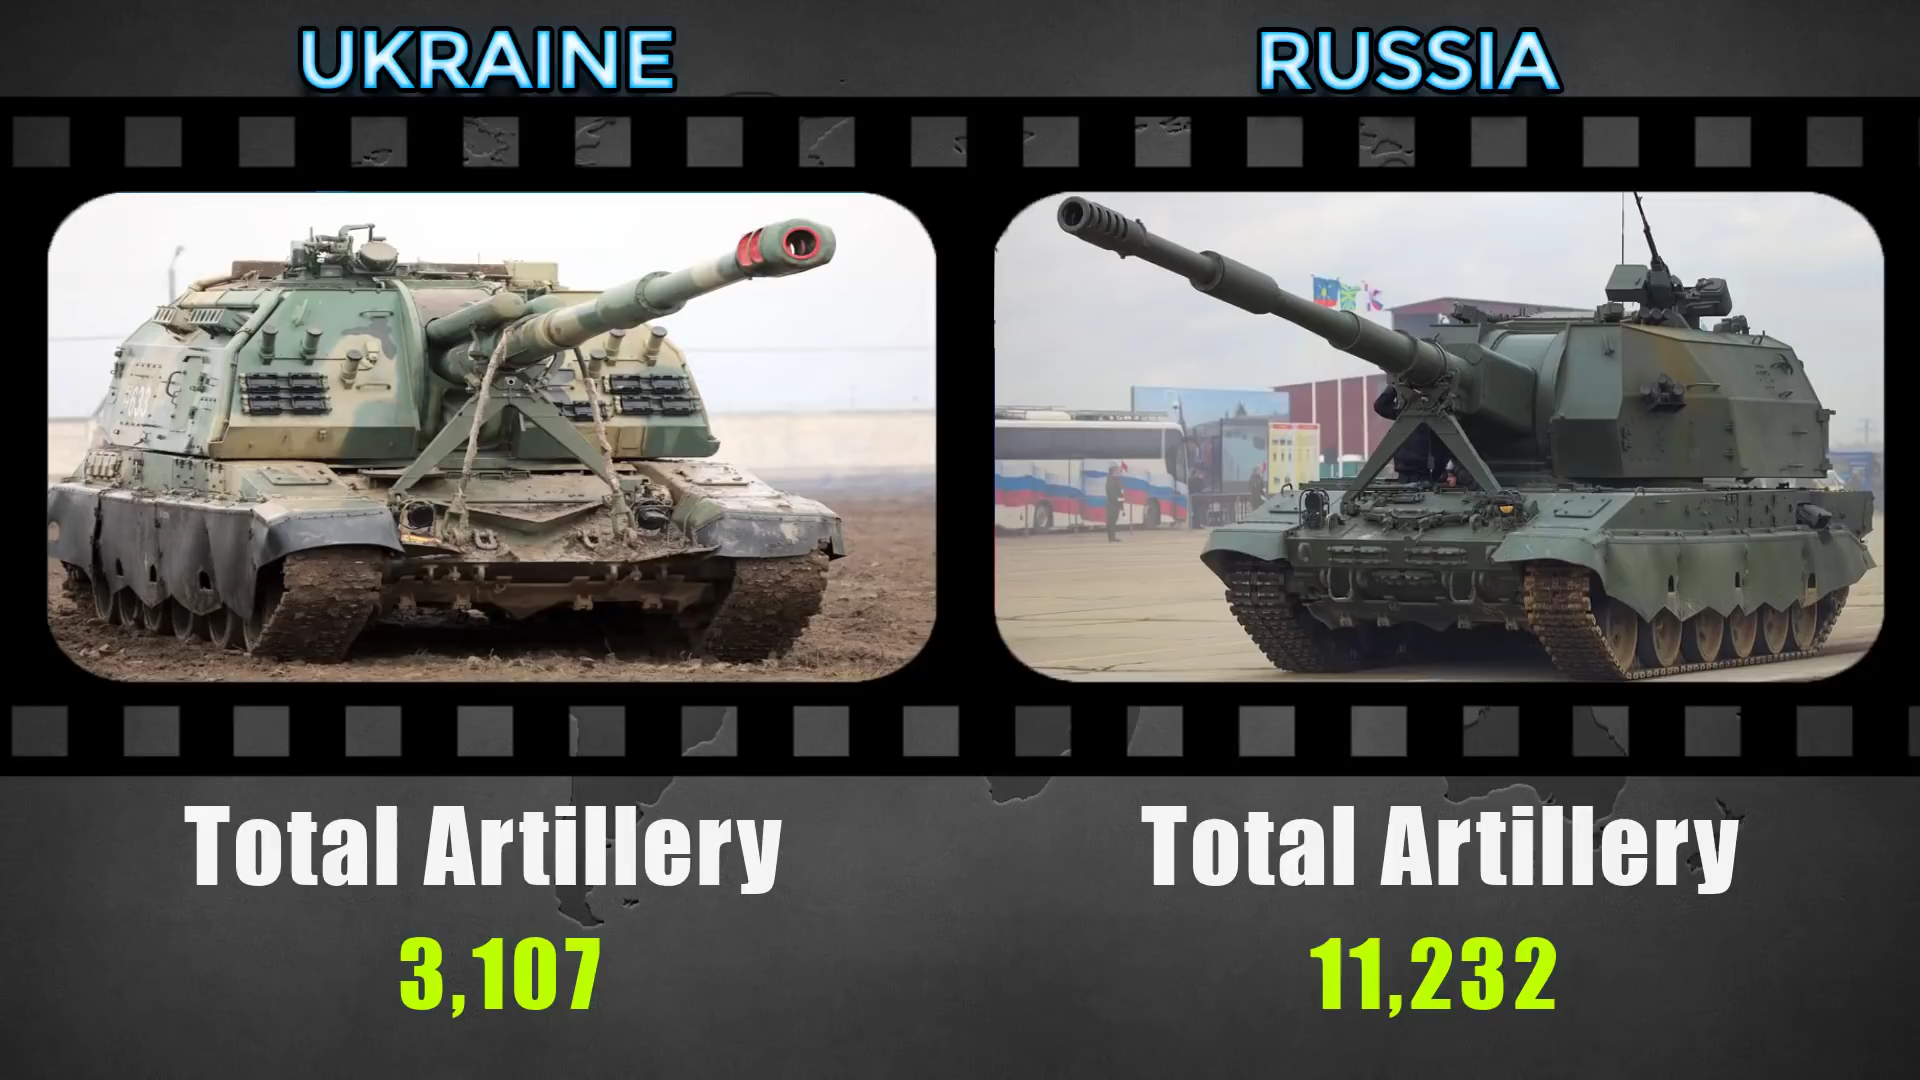 UKRAINE
RUSSIA
Total Artillery
Total Artillery
3,107
11,232